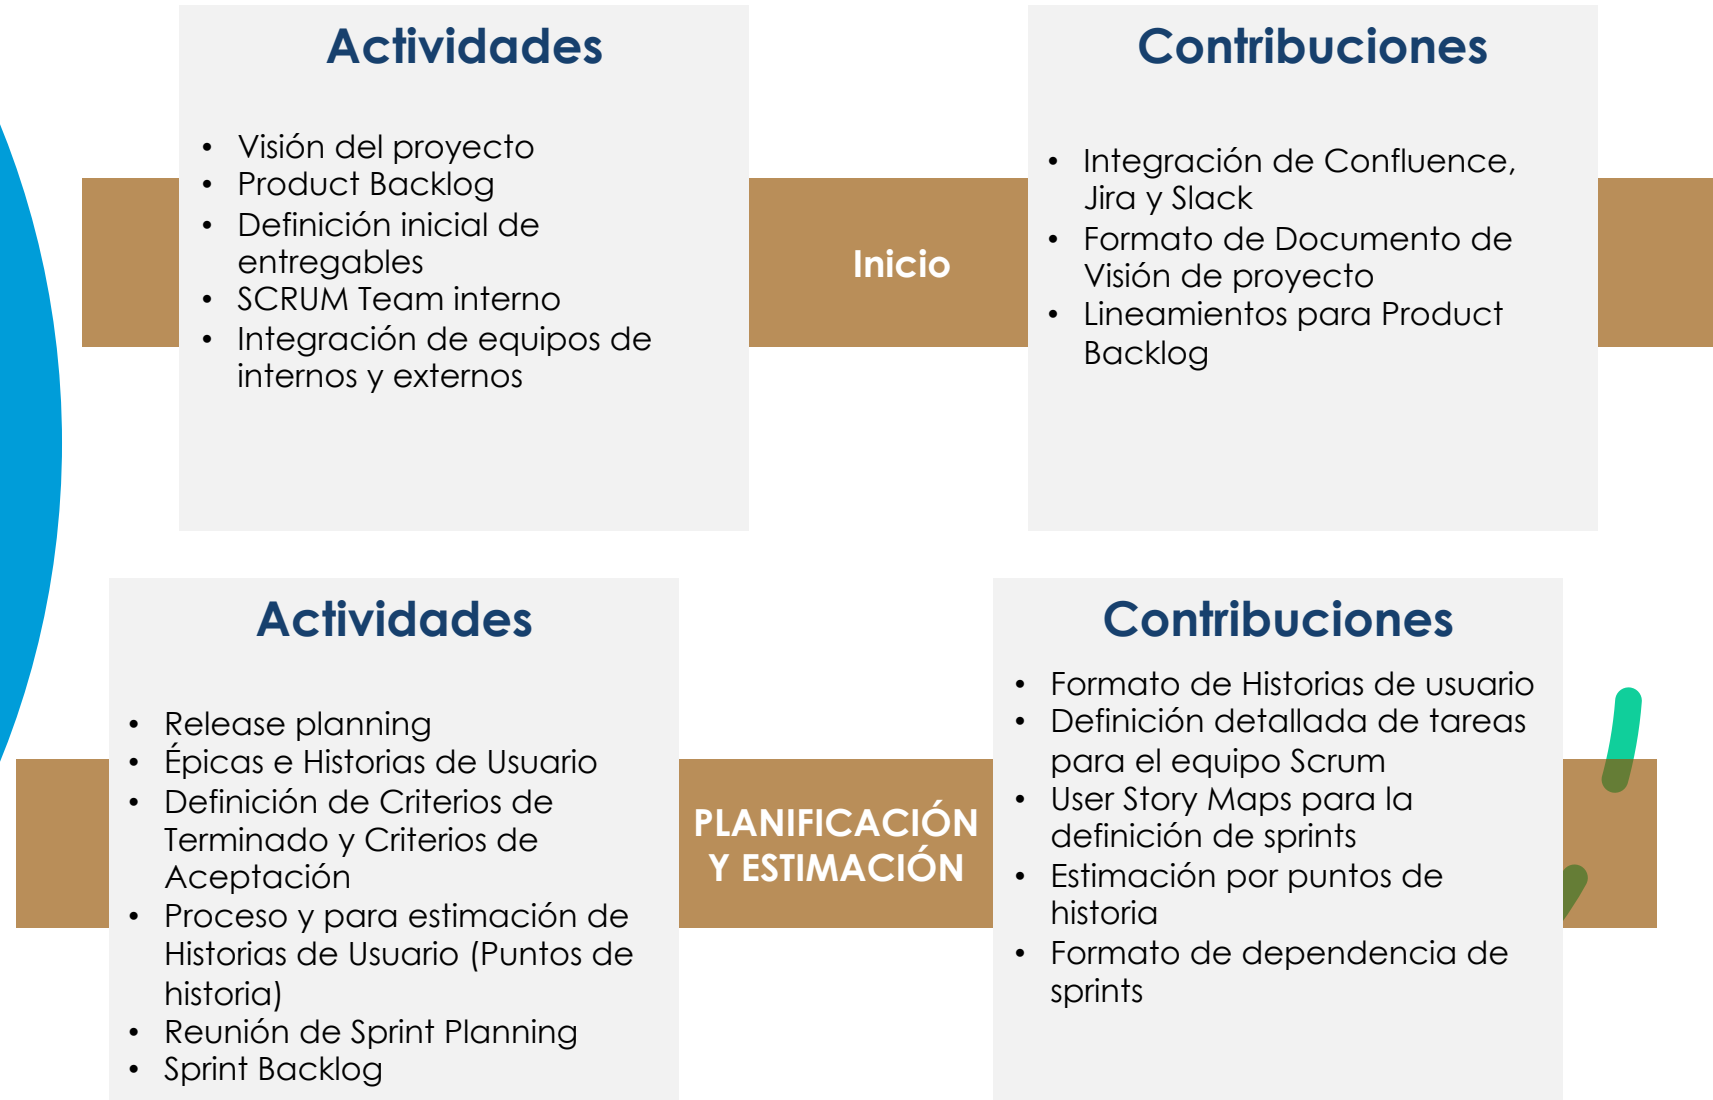 Actividades
• Visión del proyecto
• Product Backlog
• Definición inicial de
entregables
• SCRUM Team interno
• Integración de equipos de
internos y externos
Inicio
Contribuciones
• Integración de Confluence,
Jira y Slack
• Formato de Documento de
Visión de proyecto
• Lineamientos para Product
Backlog
Actividades
• Release planning
• Épicas e Historias de Usuario
• Definición de Criterios de
Terminado y Criterios de
Aceptación
• Proceso y para estimación de
Historias de Usuario (Puntos de
historia)
• Reunión de Sprint Planning
• Sprint Backlog
PLANIFICACIÓN
Y ESTIMACIÓN
Contribuciones
• Formato de Historias de usuario
• Definición detallada de tareas
para el equipo Scrum
• User Story Maps para la
definición de sprints
• Estimación por puntos de
historia
• Formato de dependencia de
sprints